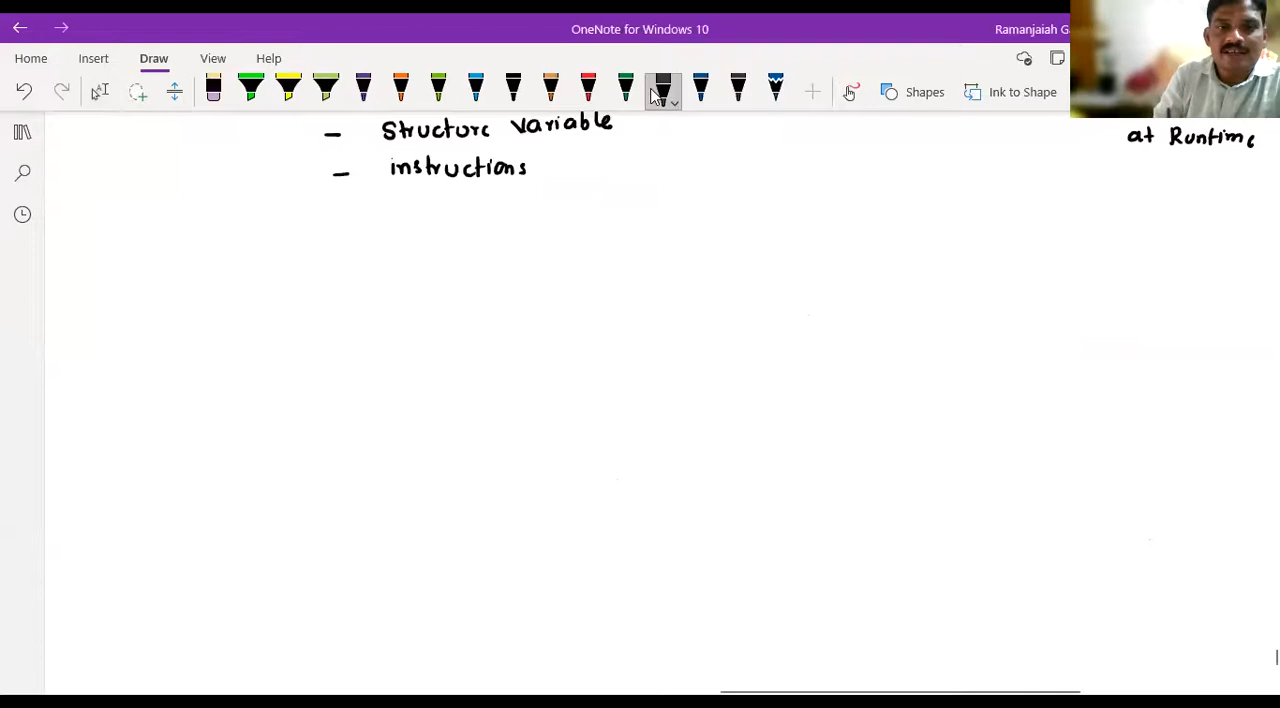 OneNote for Windows 10
Ramanjaiah G
Home Insert Draw View Help
Shapes Ink to Shape
- Structure Variable
at Runtime
- instructions